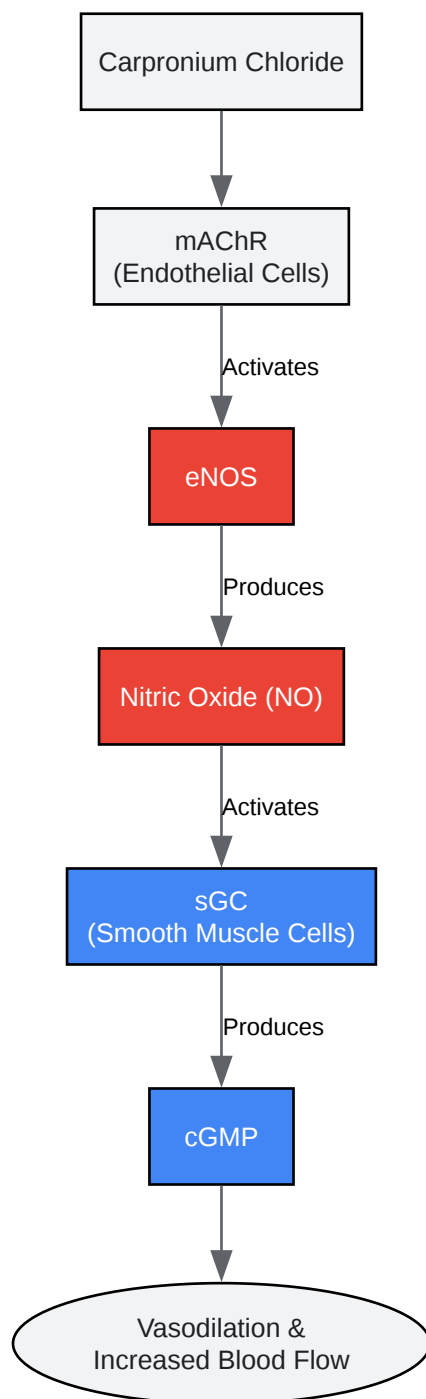 Carpronium Chloride
mAChR
(Endothelial Cells)
Activates
eNOS
Produces
Nitric Oxide (NO)
Activates
sGC
(Smooth Muscle Cells)
Produces
cGMP
Vasodilation &
Increased Blood Flow